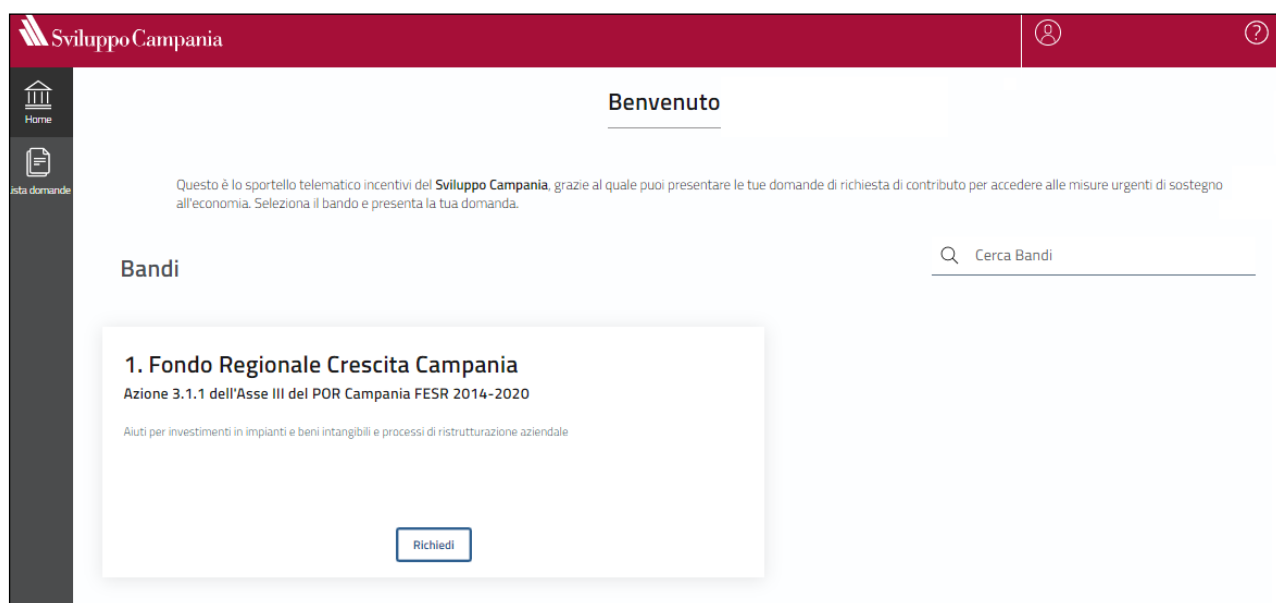 Sviluppo Campania
Home
ista domande
Benvenuto
Questo è lo sportello telematico incentivi del Sviluppo Campania, grazie al quale puoi presentare le tue domande di richiesta di contributo per accedere alle misure urgenti di sostegno
all'economia. Seleziona il bando e presenta la tua domanda.
Bandi
Cerca Bandi
1. Fondo Regionale Crescita Campania
Azione 3.1.1 dell'Asse III del POR Campania FESR 2014-2020
Aiuti per investimenti in impianti e beni intangibili e processi di ristrutturazione aziendale
Richiedi